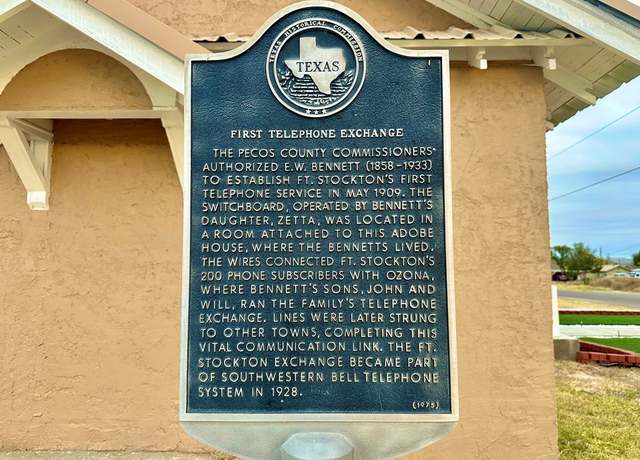 TEXAS HISTORICAL COMMISSION
TEXAS
FIRST TELEPHONE EXCHANGE
THE PECOS COUNTY COMMISSIONERS
AUTHORIZED E.W. BENNETT (1858-1933)
TO ESTABLISH FT. STOCKTON'S FIRST
TELEPHONE SERVICE IN MAY 1909. THE
SWITCHBOARD, OPERATED BY BENNETT'S
DAUGHTER, ZETTA, WAS LOCATED IN
A ROOM ATTACHED TO THIS ADOBE
HOUSE, WHERE THE BENNETTS LIVED.
THE WIRES CONNECTED FT. STOCKTON'S
200 PHONE SUBSCRIBERS WITH OZONA,
WHERE BENNETT'S SONS, JOHN AND
WILL, RAN THE FAMILY'S TELEPHONE
EXCHANGE. LINES WERE LATER STRUNG
TO OTHER TOWNS, COMPLETING THIS
VITAL COMMUNICATION LINK. THE FT.
STOCKTON EXCHANGE BECAME PART
OF SOUTHWESTERN BELL TELEPHONE
SYSTEM IN 1928.